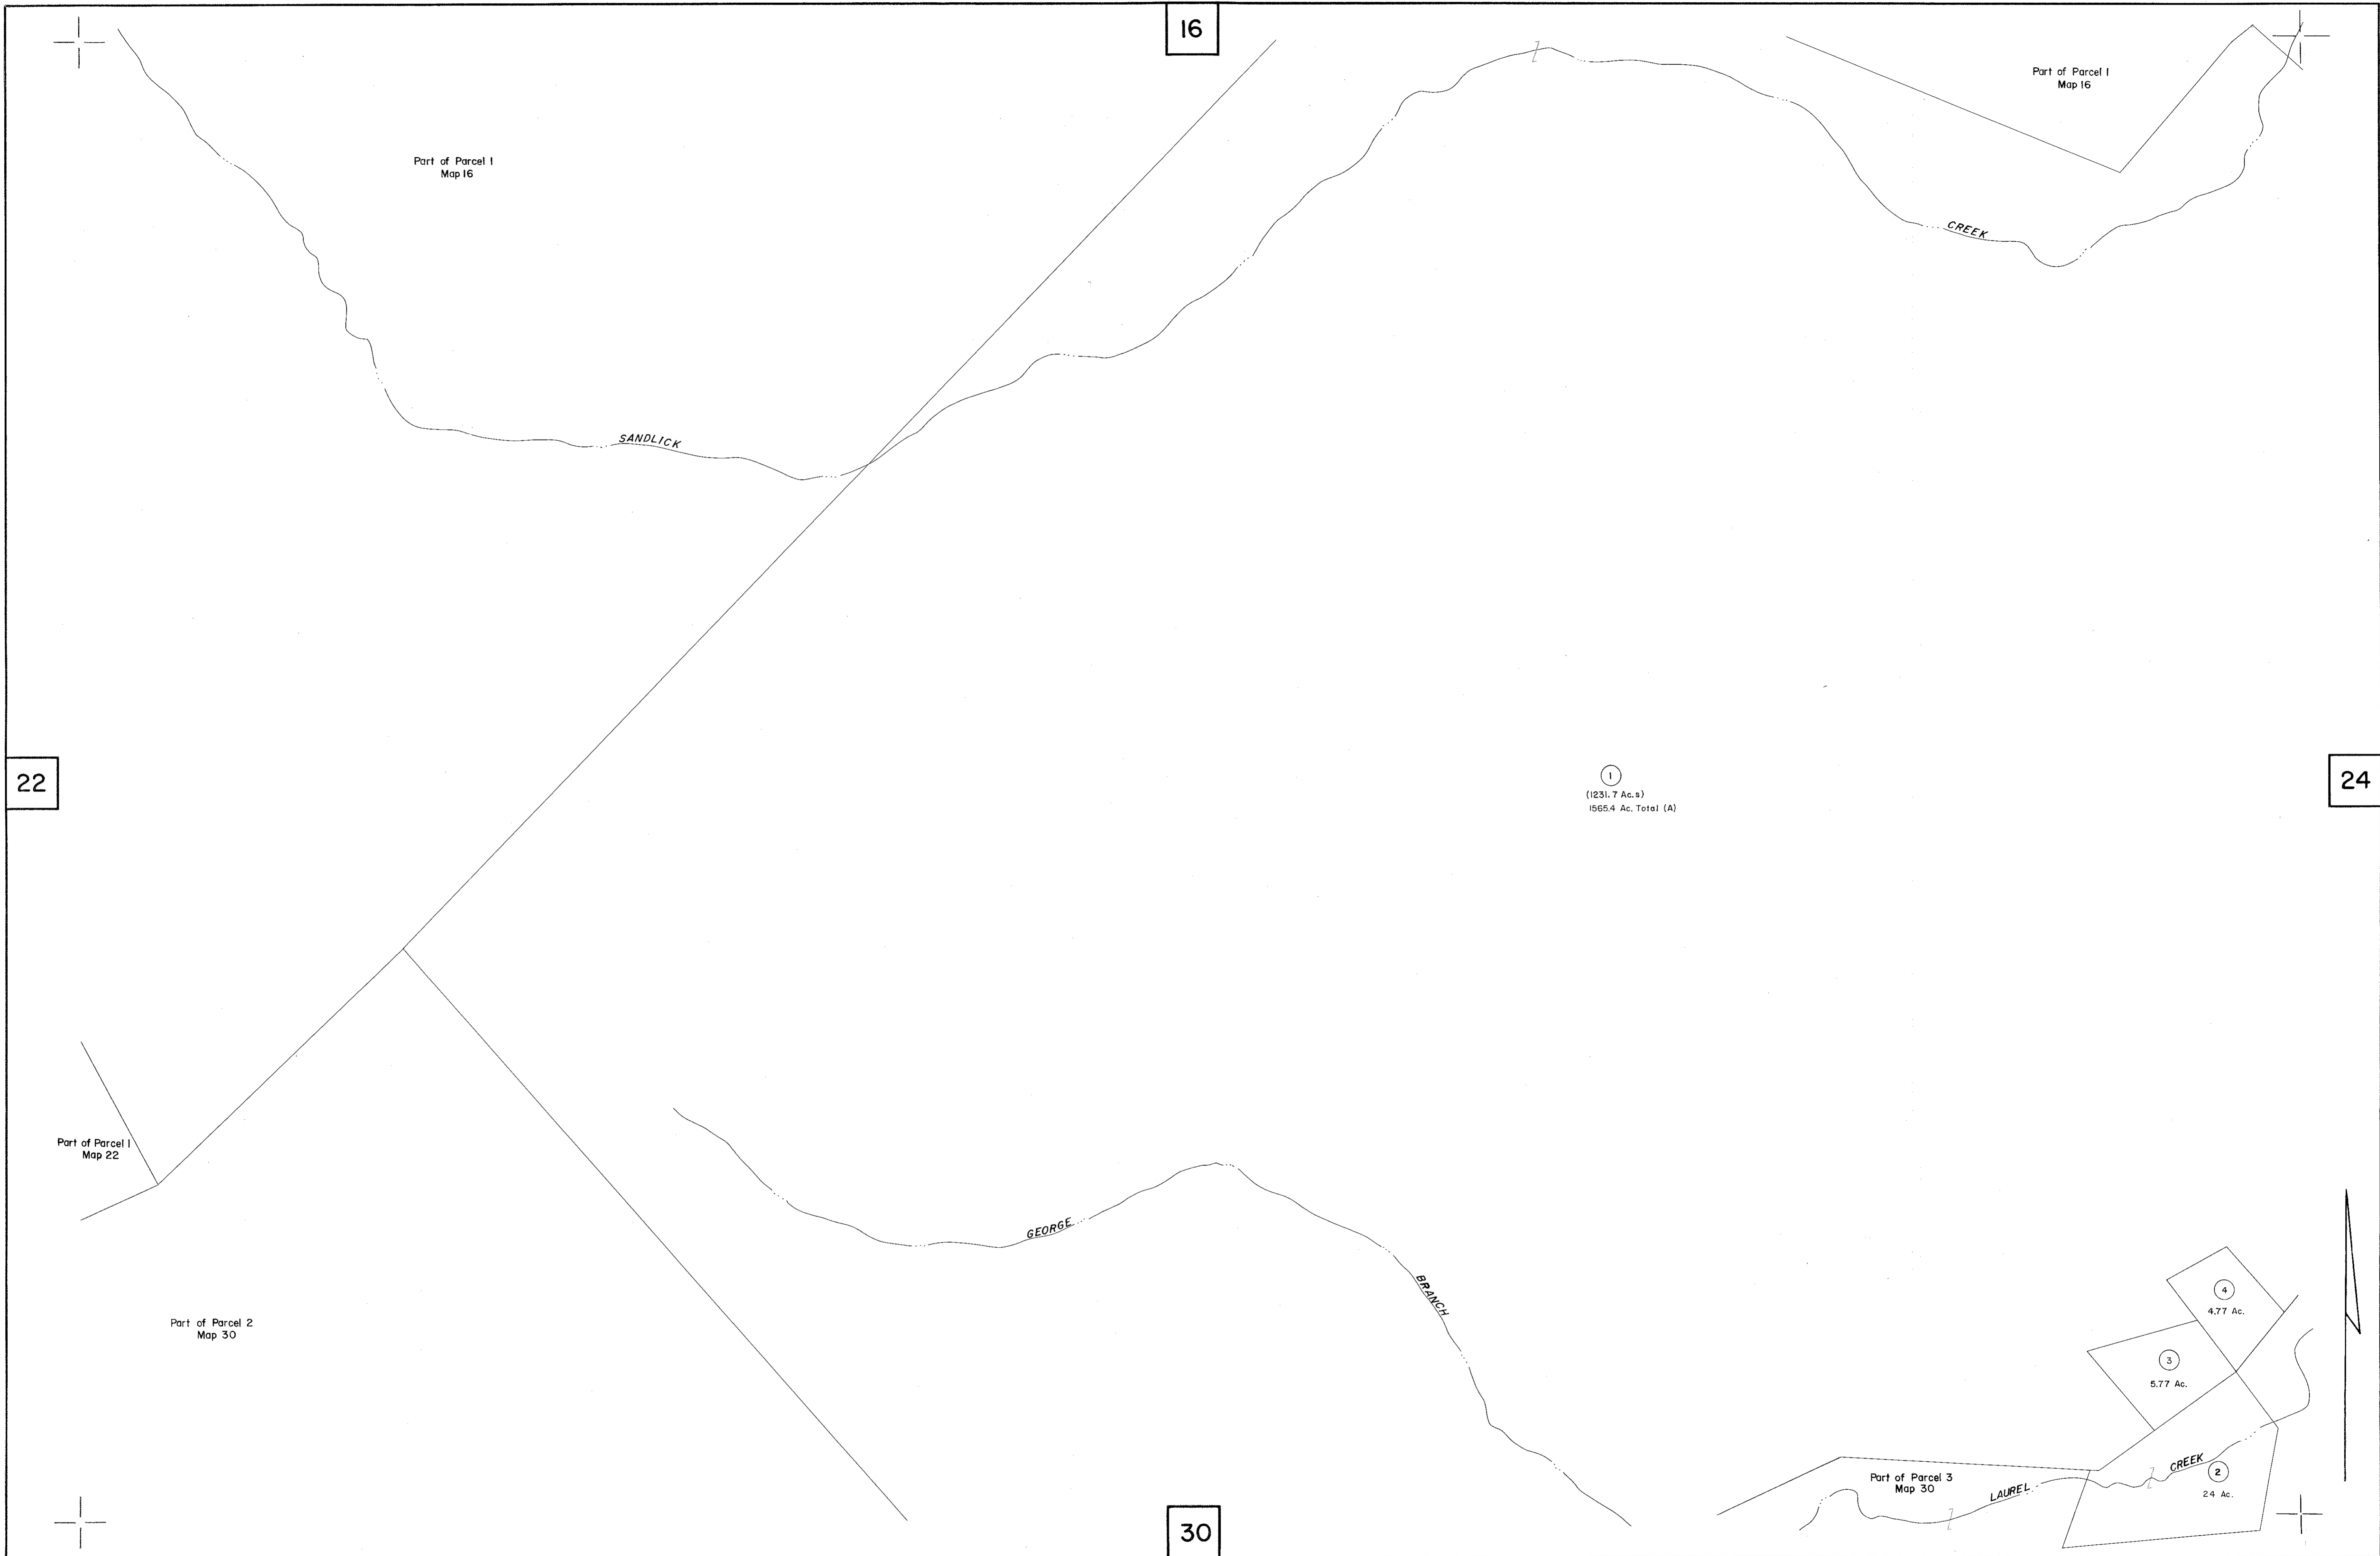 16
Part of Parcel 1
Map 16
Part of Parcel 1
Map 16
CREEK
SANDLICK
22
1
(1231.7 Ac.s)
1565.4 Ac. Total (A)
24
Part of Parcel 1
Map 22
GEORGE
BRANCH
Part of Parcel 2
Map 30
4
4.77 Ac.
3
5.77 Ac.
Part of Parcel 3
Map 30
LAUREL
CREEK
2
24 Ac.
30